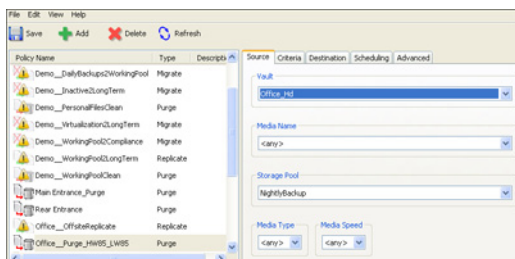 File Edit View Help
Save Add Delete Refresh
Policy Name Type Descripti
Demo__DailyBackups2WorkingPool Migrate
Demo__Inactive2LongTerm Migrate
Demo__PersonalFilesClean Purge
Demo__Virtualization2LongTerm Migrate
Demo__WorkingPool2Compliance Migrate
Demo__WorkingPool2LongTerm Replicate
Demo__WorkingPoolClean Purge
Main Entrance_Purge Purge
Rear Entrance Purge
Office__OffsiteReplicate Replicate
Office__Purge_HW85_LW85 Purge
Source Criteria Destination Scheduling Advanced
Vault
Office_Hd
Media Name
<any>
Storage Pool
NightlyBackup
Media Type Media Speed
<any> <any>